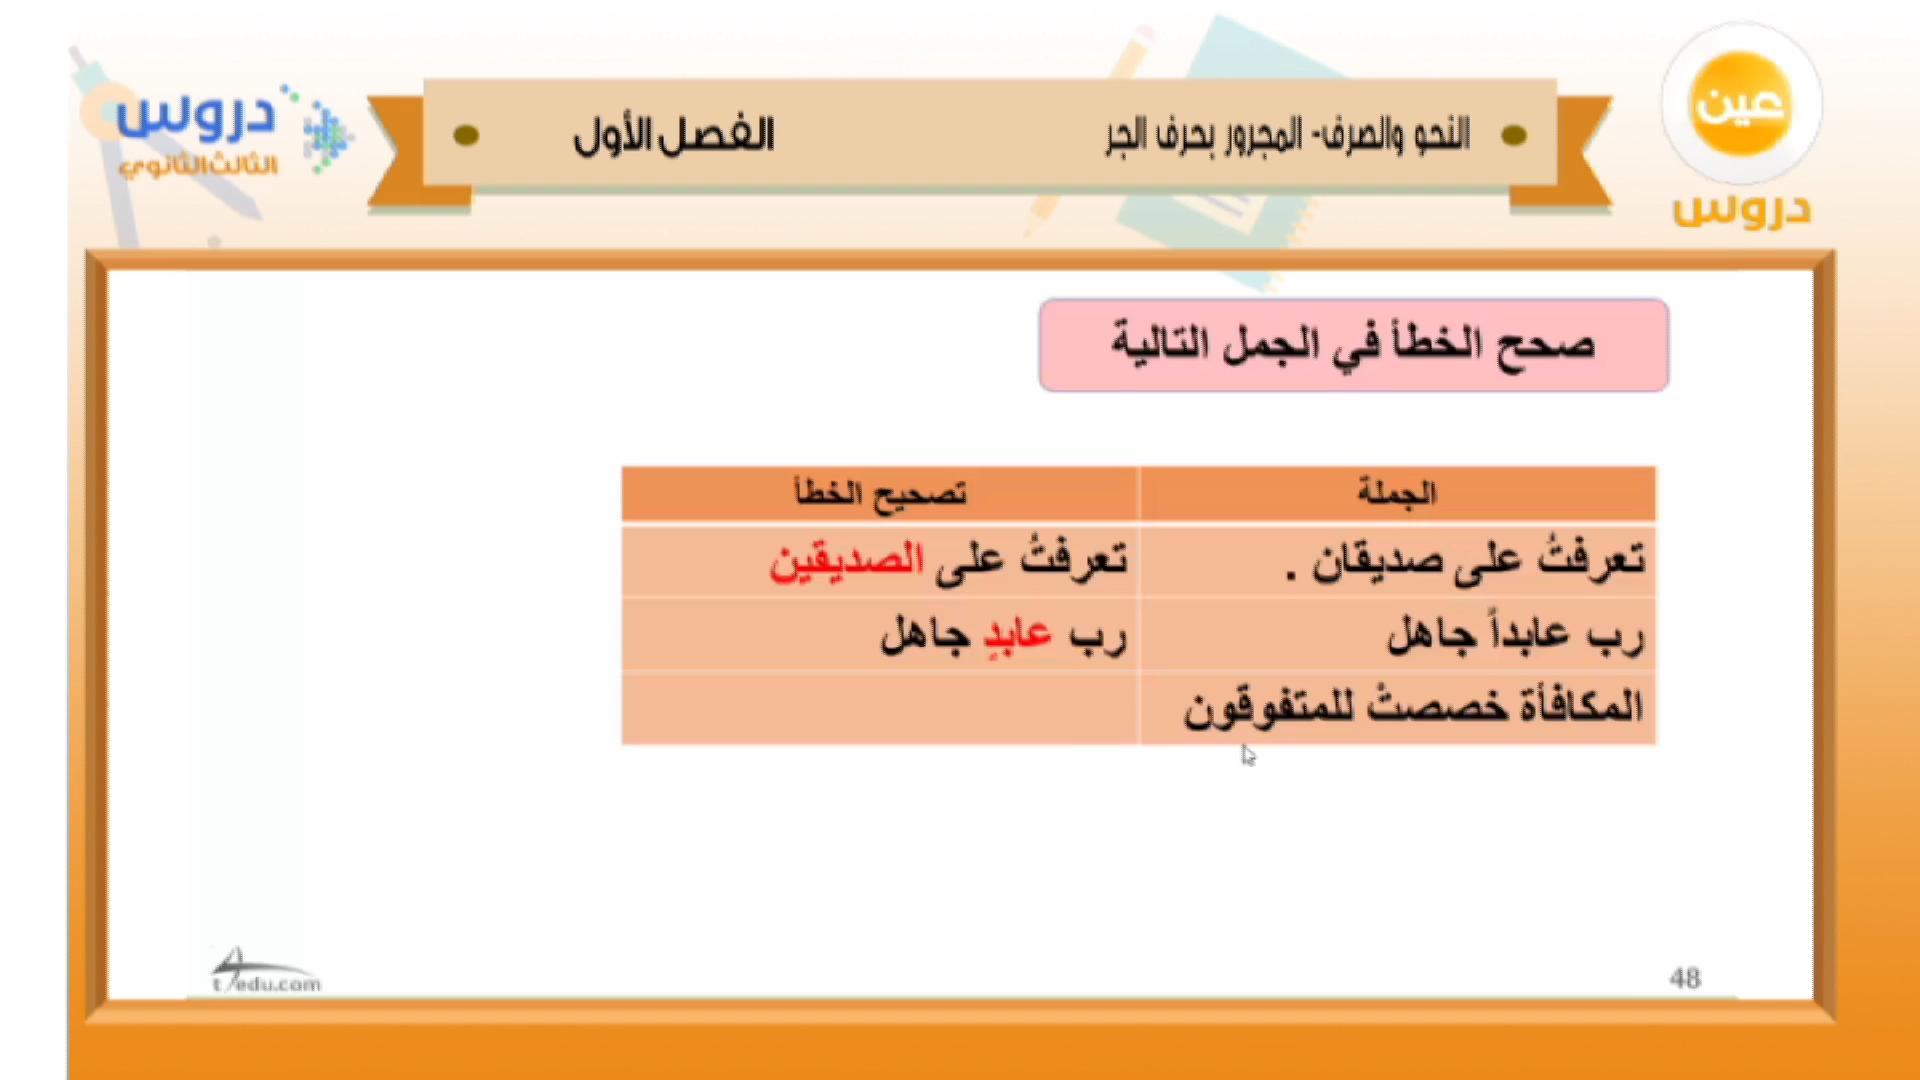 عين
دروس
النحو والصرف- المجرور بحرف الجر
الفصل الأول
دروس
الثالث الثانوي
صحح الخطأ في الجمل التالية
الجملة
تصحيح الخطأ
تعرفتُ على صديقان .
تعرفتُ على الصديقين
رب عابداً جاهل
رب عابدٍ جاهل
المكافأة خصصتْ للمتفوقون
t4edu.com
48